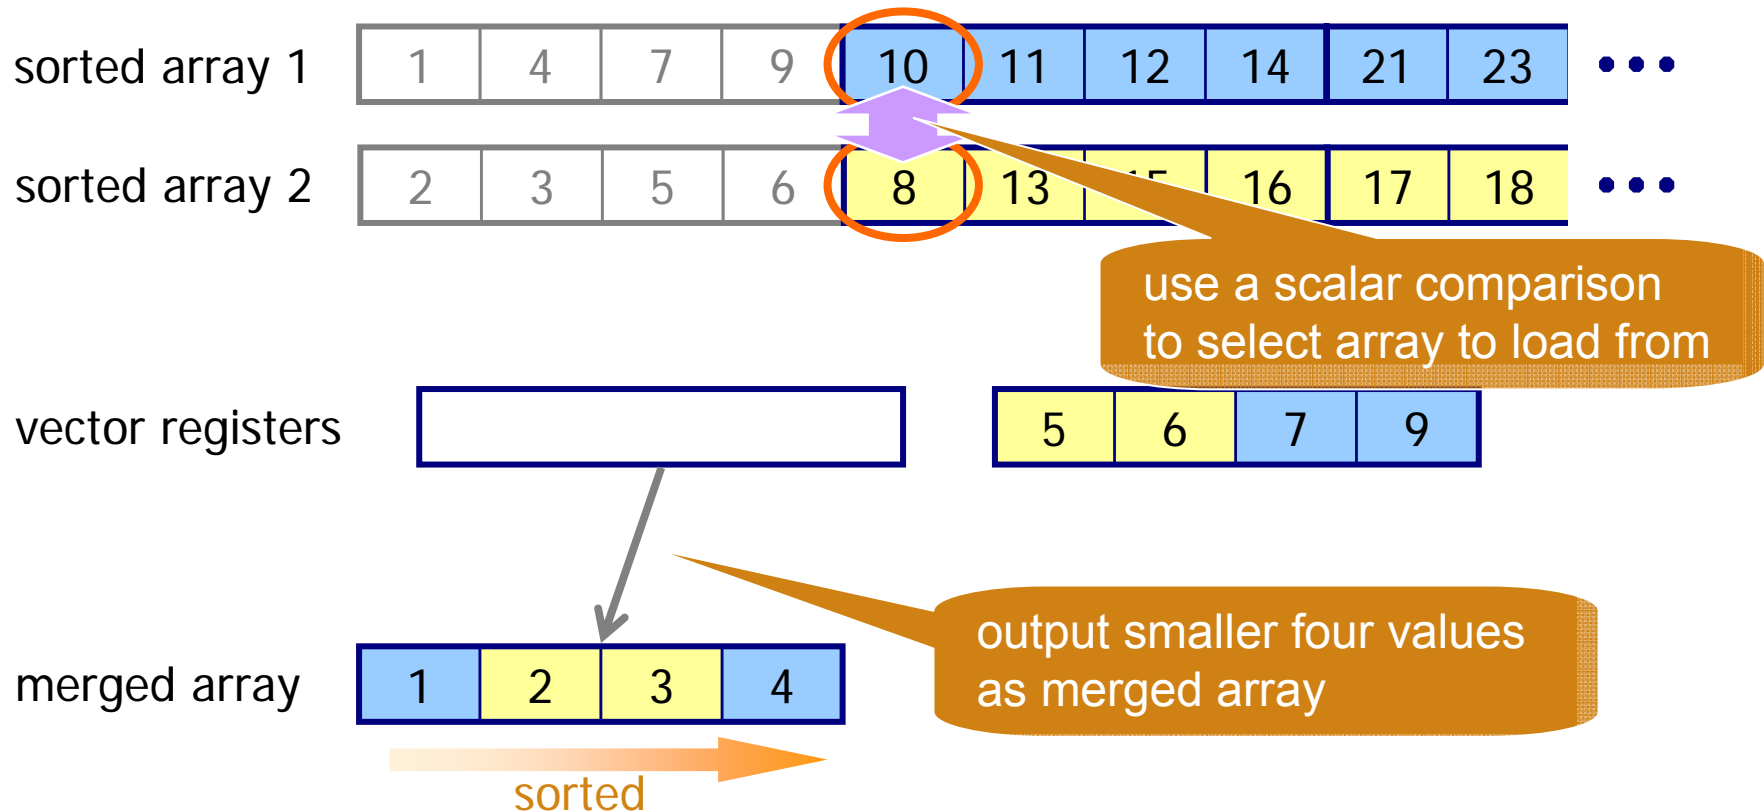 sorted array 1 1 4 7 9 10 11 12 14 21 23
sorted array 2 2 3 5 6 8 13 15 16 17 18
use a scalar comparison
to select array to load from
vector registers 5 6 7 9
output smaller four values
as merged array
merged array 1 2 3 4
sorted